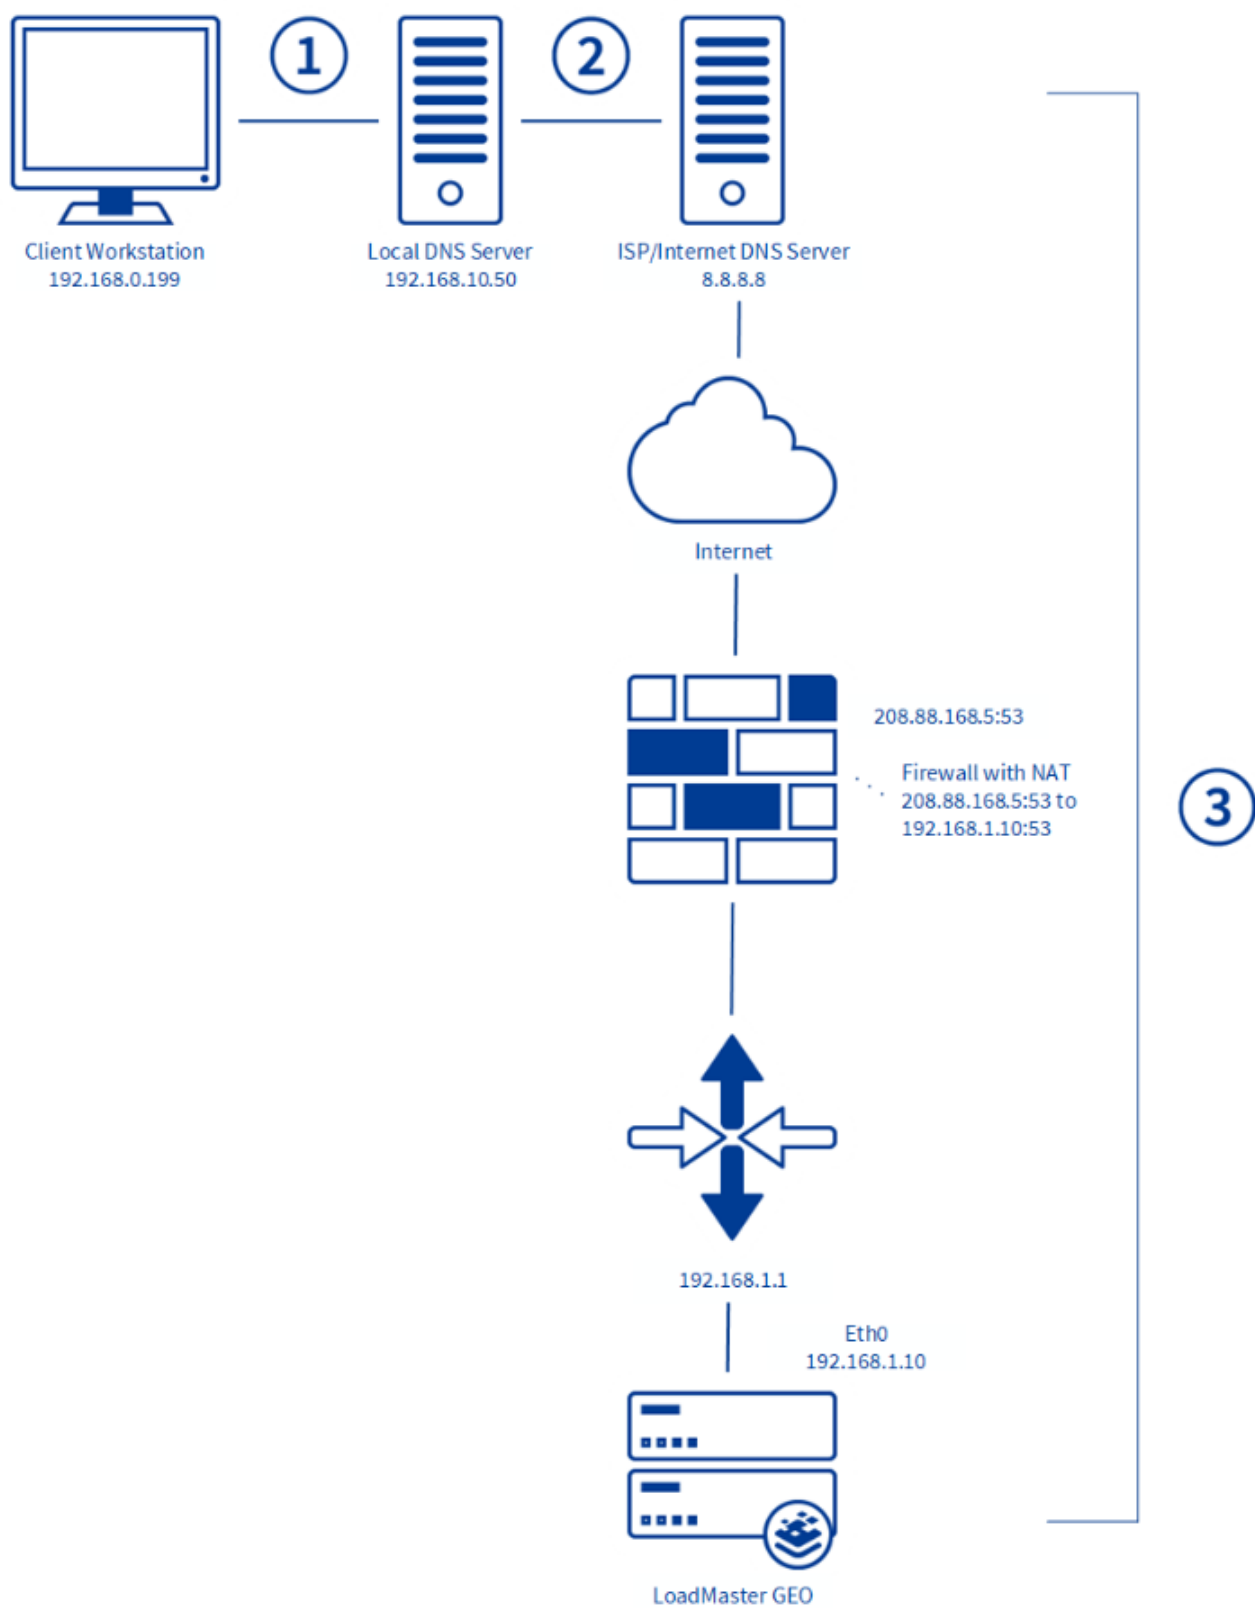 1
2
Client Workstation
192.168.0.199
Local DNS Server
192.168.10.50
ISP/Internet DNS Server
8.8.8.8
Internet
208.88.168.5:53
Firewall with NAT
208.88.168.5:53 to
192.168.1.10:53
3
192.168.1.1
Eth0
192.168.1.10
LoadMaster GEO